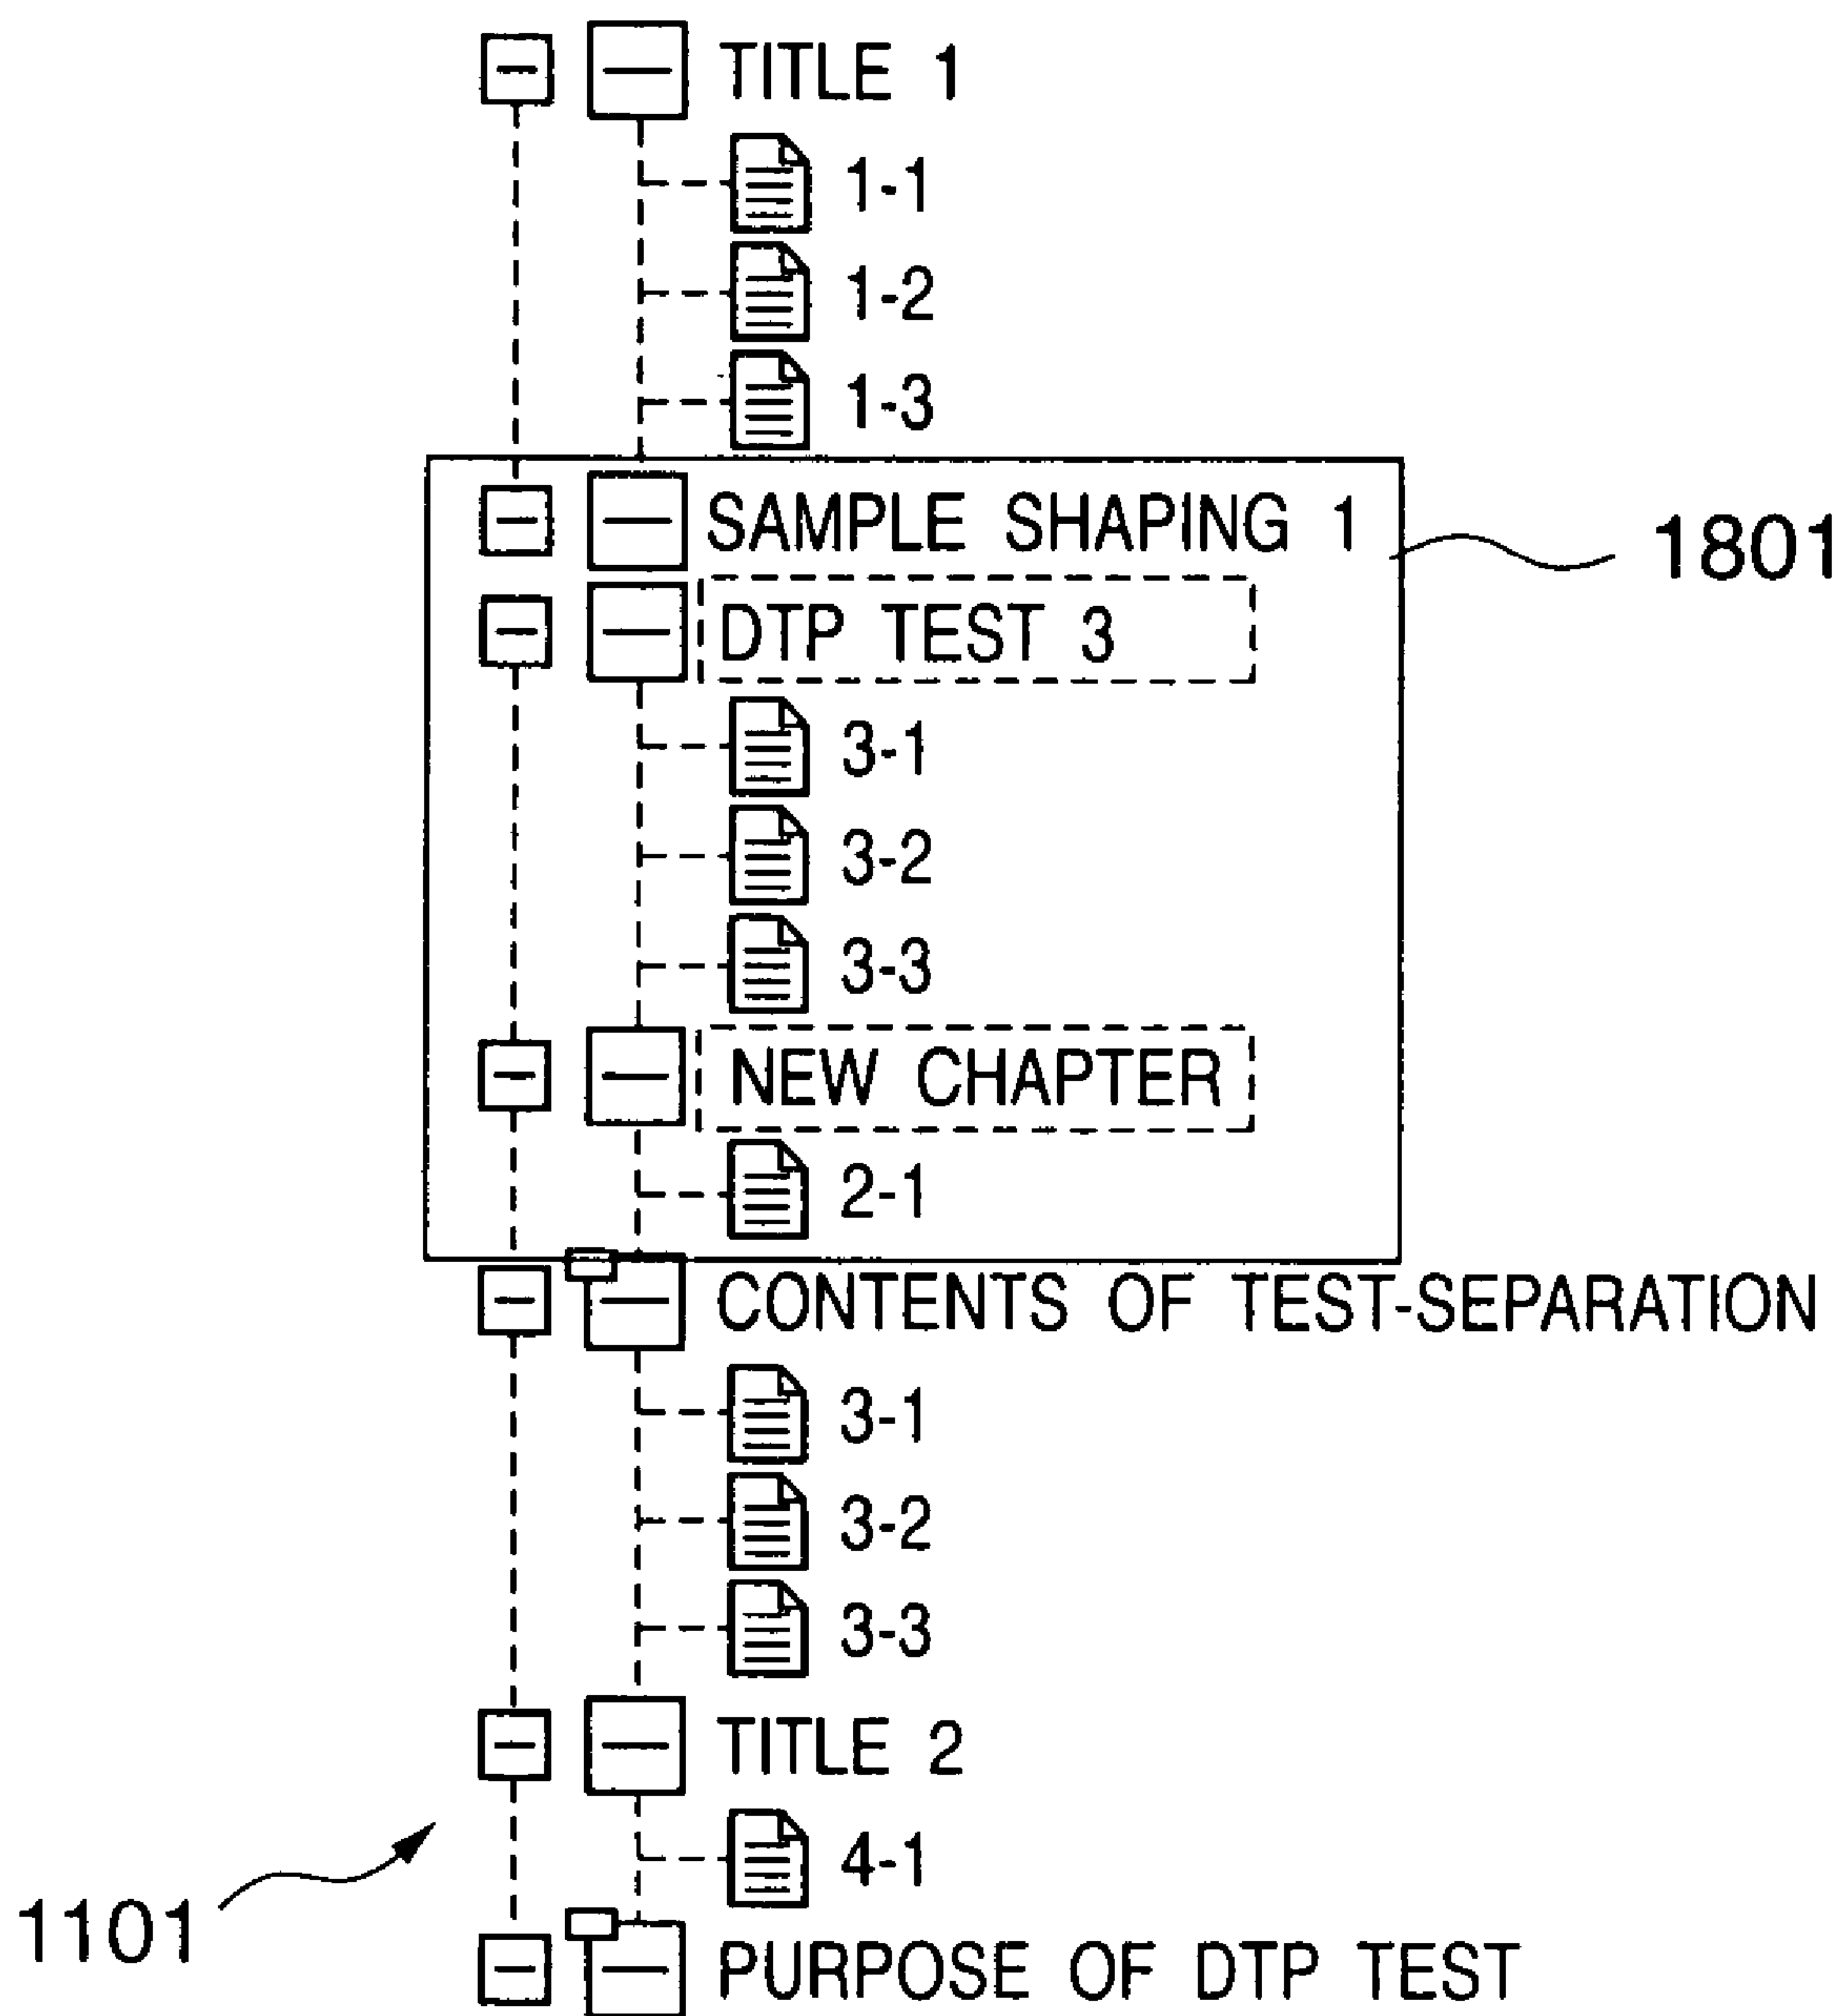 TITLE 1
1-1
1-2
1-3
SAMPLE SHAPING 1
1801
DTP TEST 3
3-1
3-2
3-3
NEW CHAPTER
2-1
CONTENTS OF TEST-SEPARATION
3-1
3-2
3-3
TITLE 2
4-1
1101
PURPOSE OF DTP TEST